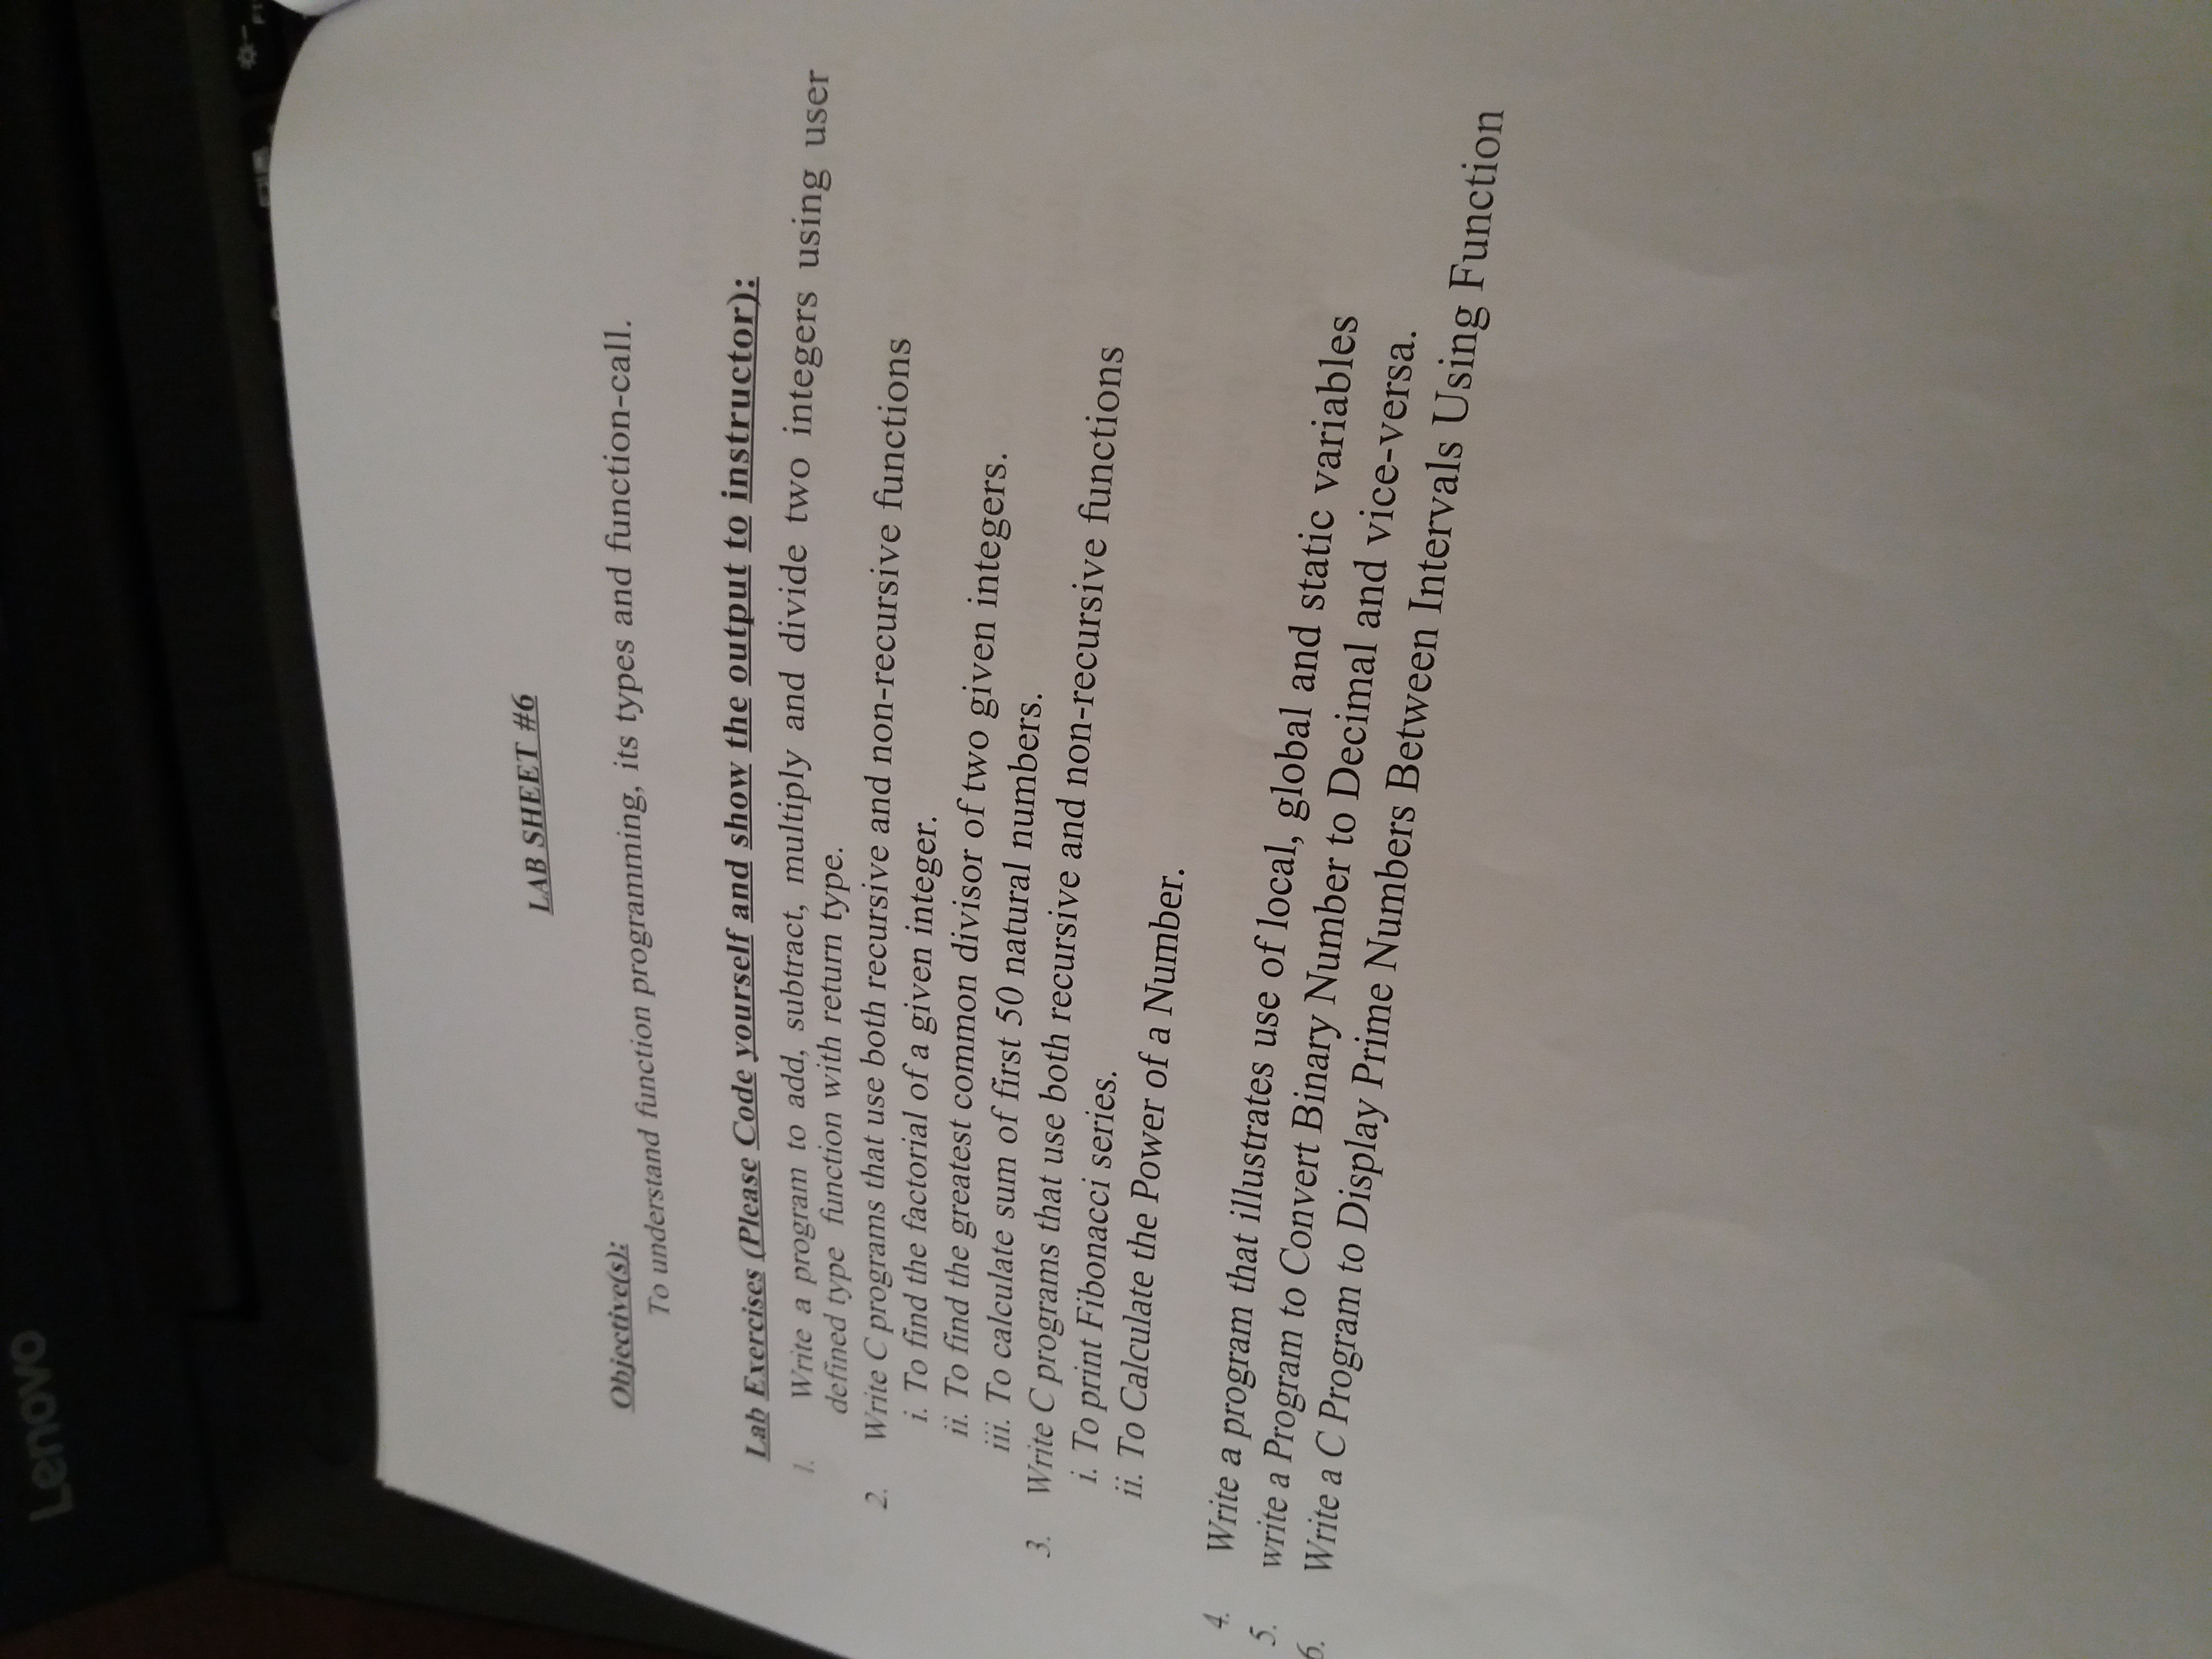 Lenovo
F1
LAB SHEET #6
Objective(s):
To understand function programming, its types and function-call.
Lab Exercises (Please Code yourself and show the output to instructor):
1. Write a program to add, subtract, multiply and divide two integers using user
defined type function with return type.
2. Write C programs that use both recursive and non-recursive functions
i. To find the factorial of a given integer.
ii. To find the greatest common divisor of two given integers.
iii. To calculate sum of first 50 natural numbers.
3. Write C programs that use both recursive and non-recursive functions
i. To print Fibonacci series.
ii. To Calculate the Power of a Number.
4. Write a program that illustrates use of local, global and static variables
5. write a Program to Convert Binary Number to Decimal and vice-versa.
6. Write a C Program to Display Prime Numbers Between Intervals Using Function